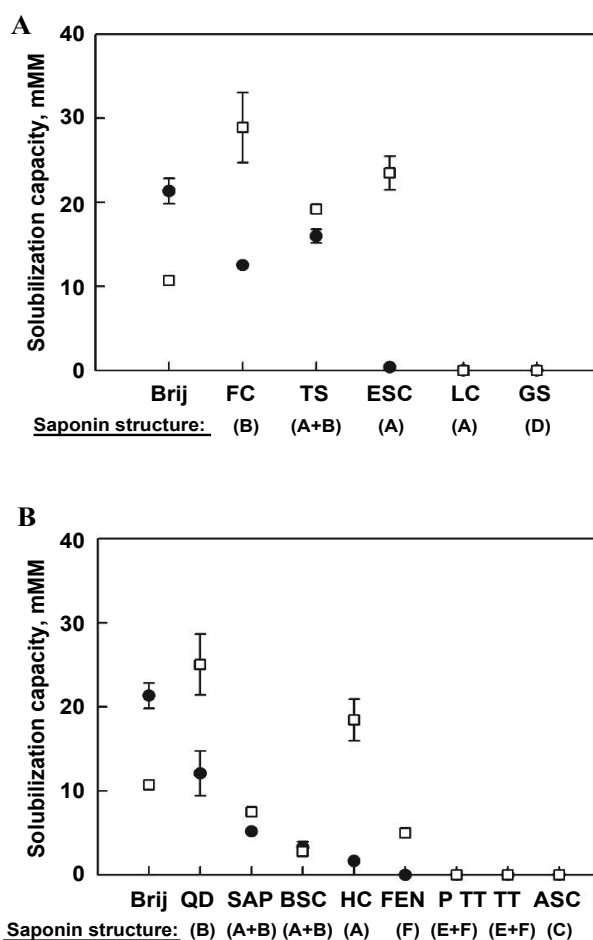 A
Solubilization capacity, mMM
40
30
20
10
0
Brij FC TS ESC LC GS
Saponin structure: (B) (A+B) (A) (A) (D)
B
Solubilization capacity, mMM
40
30
20
10
0
Brij QD SAP BSC HC FEN P TT TT ASC
Saponin structure: (B) (A+B) (A+B) (A) (F) (E+F) (E+F) (C)